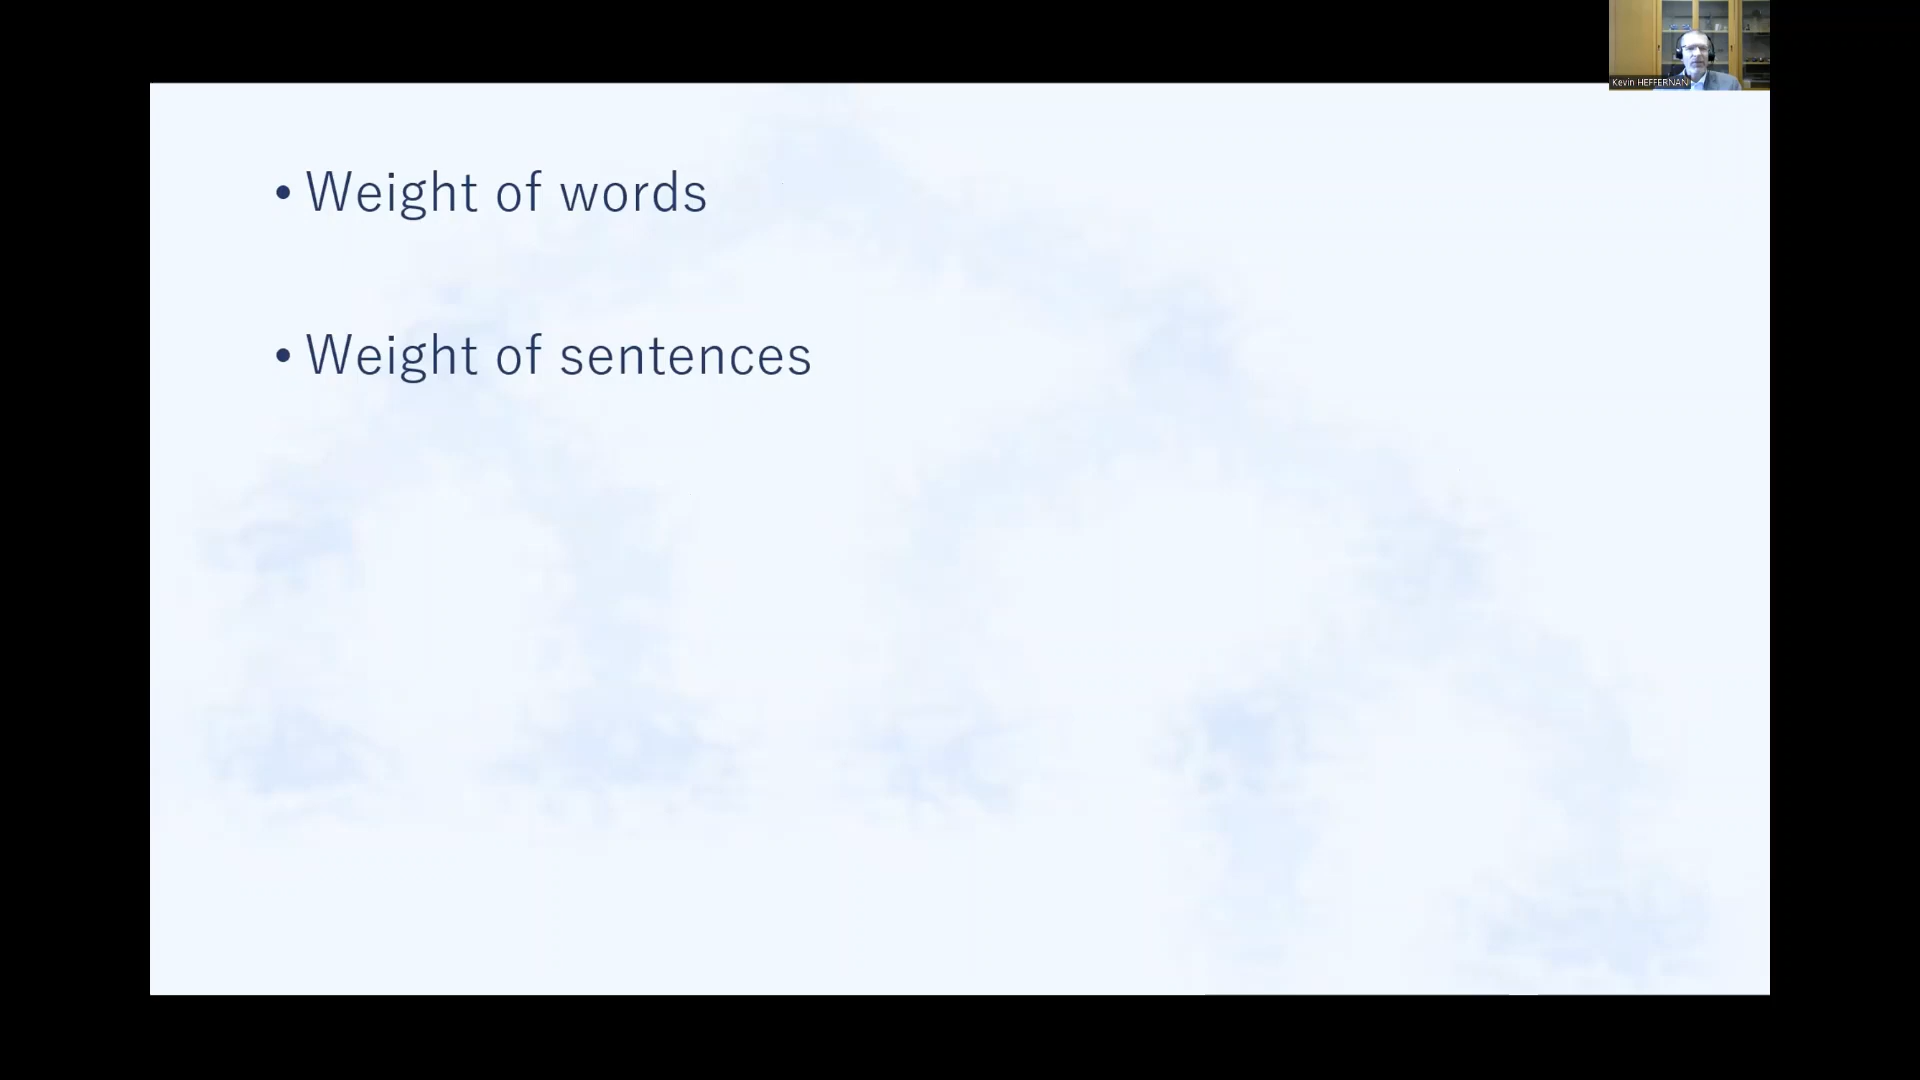 Kevin HEFFERNAN
• Weight of words
• Weight of sentences